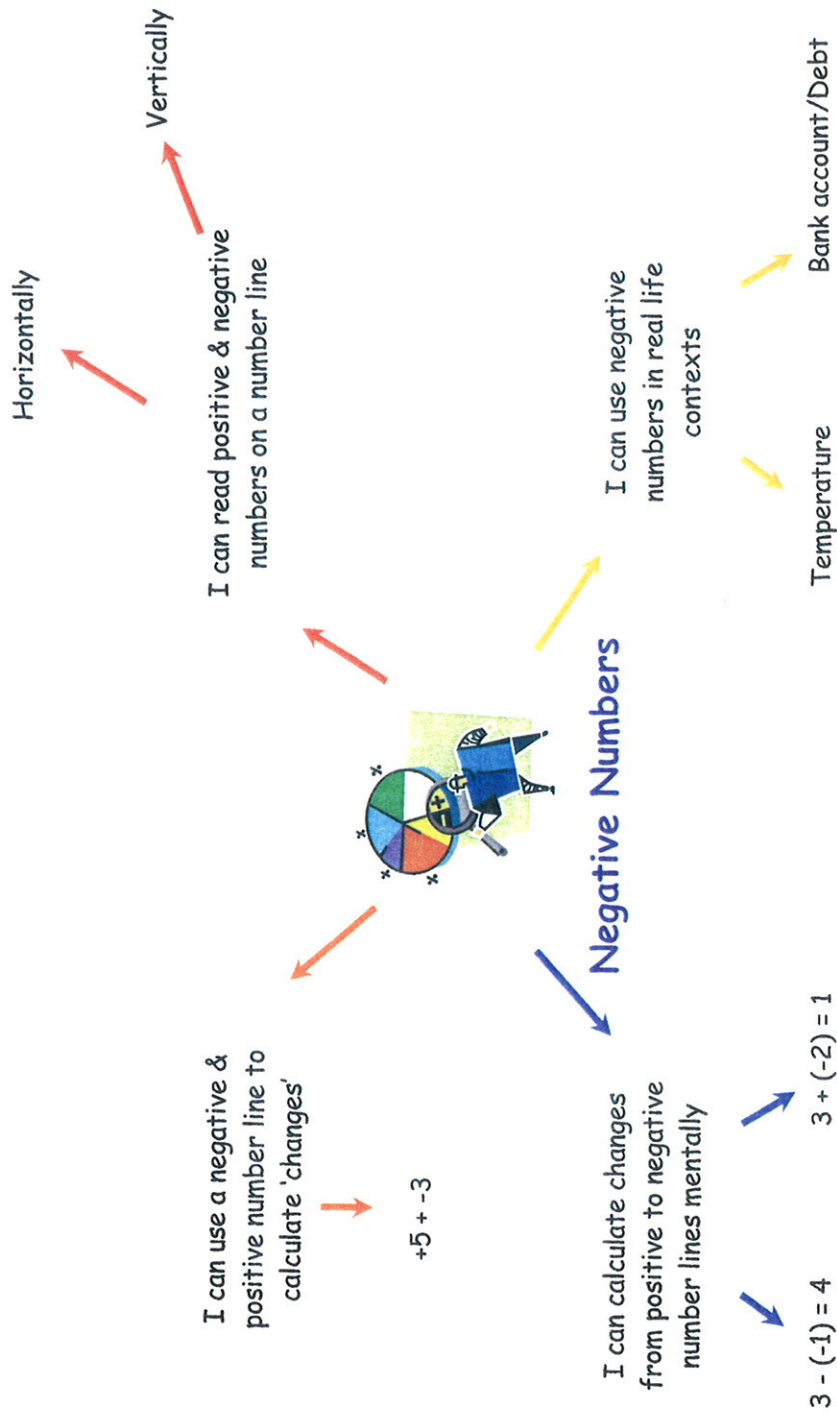 Negative Numbers
I can use a negative &
positive number line to
calculate 'changes'
+5 + -3
I can read positive & negative
numbers on a number line
Horizontally
Vertically
I can calculate changes
from positive to negative
number lines mentally
3 - (-1) = 4
3 + (-2) = 1
I can use negative
numbers in real life
contexts
Temperature
Bank account/Debt
%
%
%
%
%
+
-